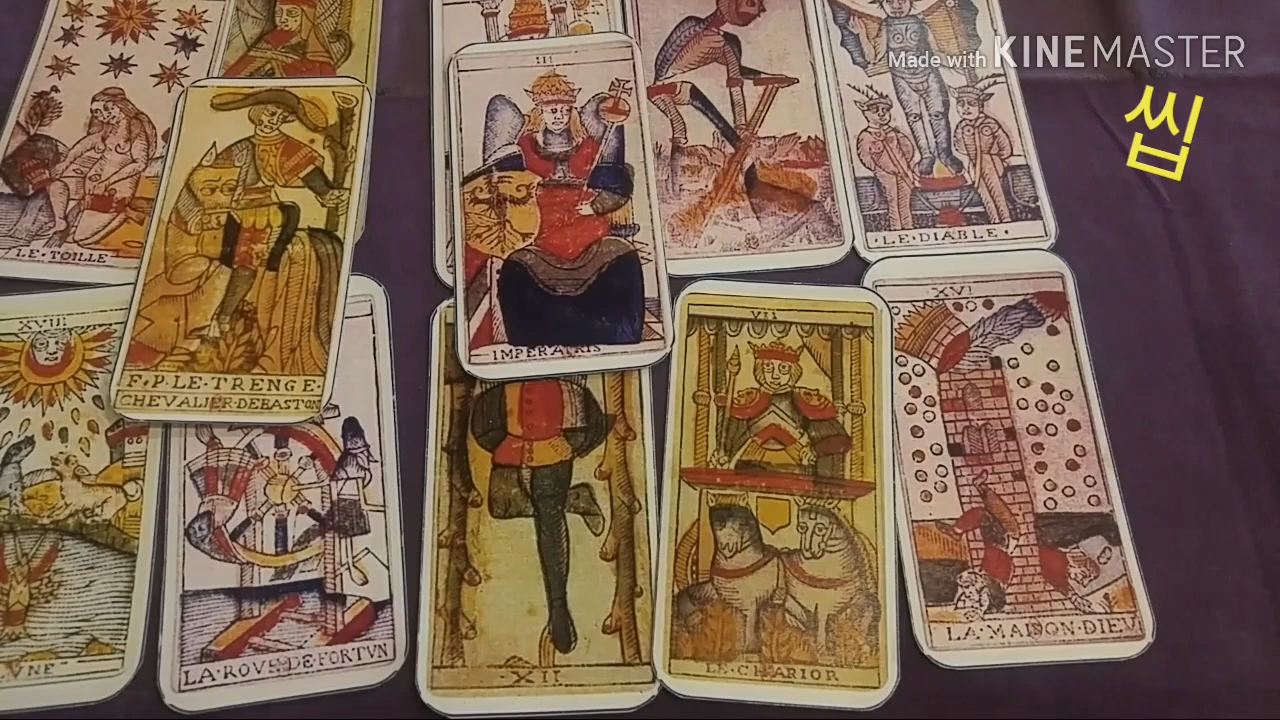 Made with KINEMASTER
씹
III
LE·TOILLE
·LE·DIABLE·
IMPERATRIS
XVI
VII
XVIII
F·P·LE·TRENGE·
CHEVALIER·DEBASTON
LA·ROVS·DE·FORTVN
XII
LE·CHARIOR
LA·MAISON·DIEV